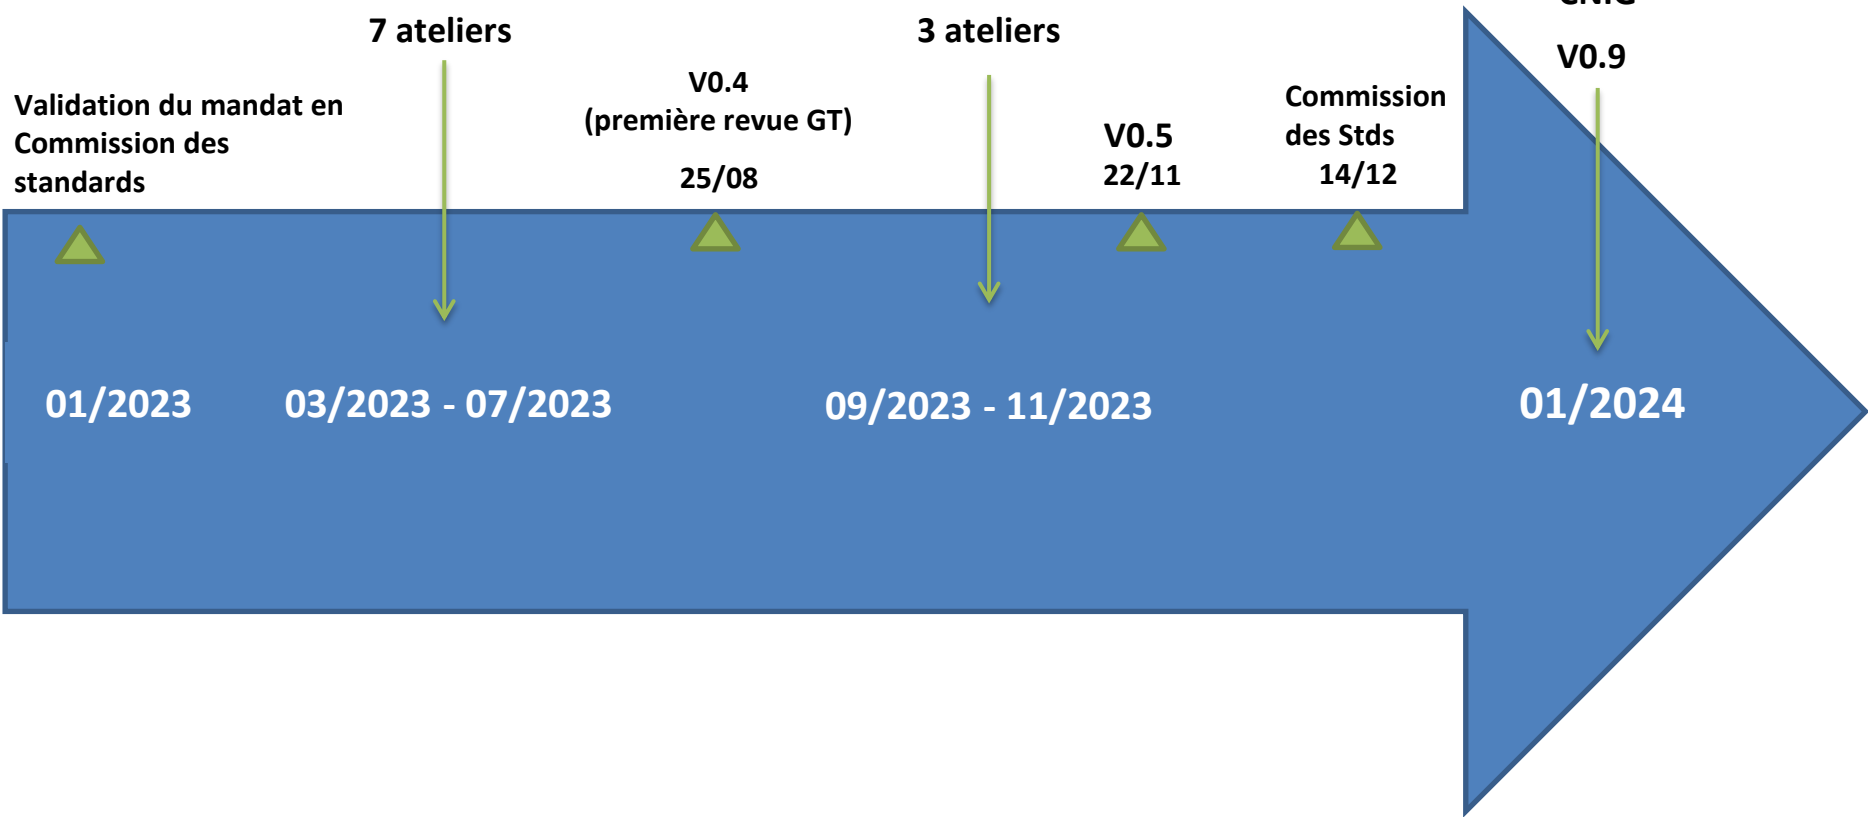 7 ateliers
3 ateliers
V0.9
Validation du mandat en
Commission des
standards
V0.4
(première revue GT)
25/08
V0.5
22/11
Commission
des Stds
14/12
01/2023
03/2023 - 07/2023
09/2023 - 11/2023
01/2024